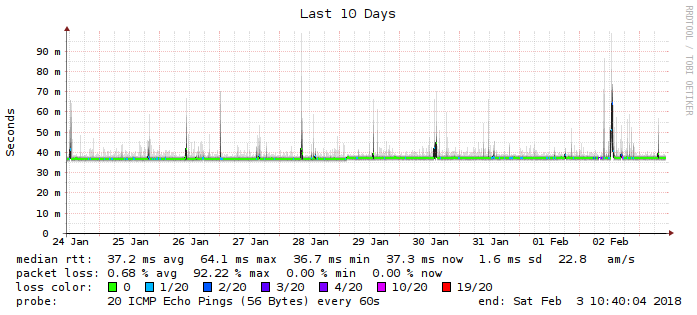 Last 10 Days
RRDTOOL / TOBI OETIKER
Seconds
90 m
80 m
70 m
60 m
50 m
40 m
30 m
20 m
10 m
0
24 Jan 25 Jan 26 Jan 27 Jan 28 Jan 29 Jan 30 Jan 31 Jan 01 Feb 02 Feb
median rtt: 37.2 ms avg 64.1 ms max 36.7 ms min 37.3 ms now 1.6 ms sd 22.8 am/s
packet loss: 0.68 % avg 92.22 % max 0.00 % min 0.00 % now
loss color: 0 1/20 2/20 3/20 4/20 10/20 19/20
probe: 20 ICMP Echo Pings (56 Bytes) every 60s end: Sat Feb 3 10:40:04 2018